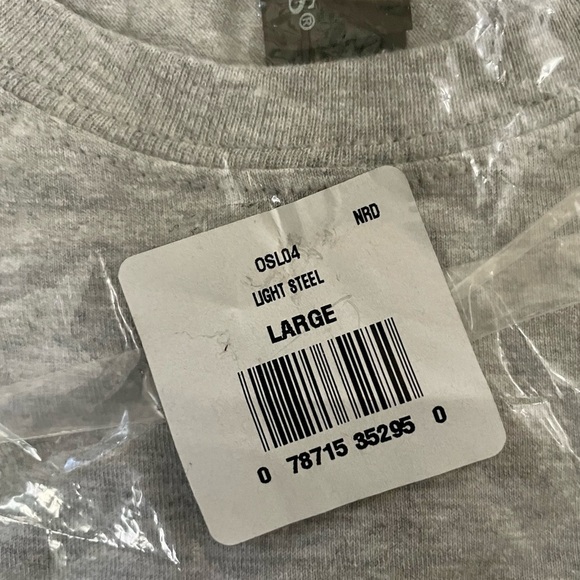 S®
NRD
OSL04
LIGHT STEEL
LARGE
0 78715 35295 0